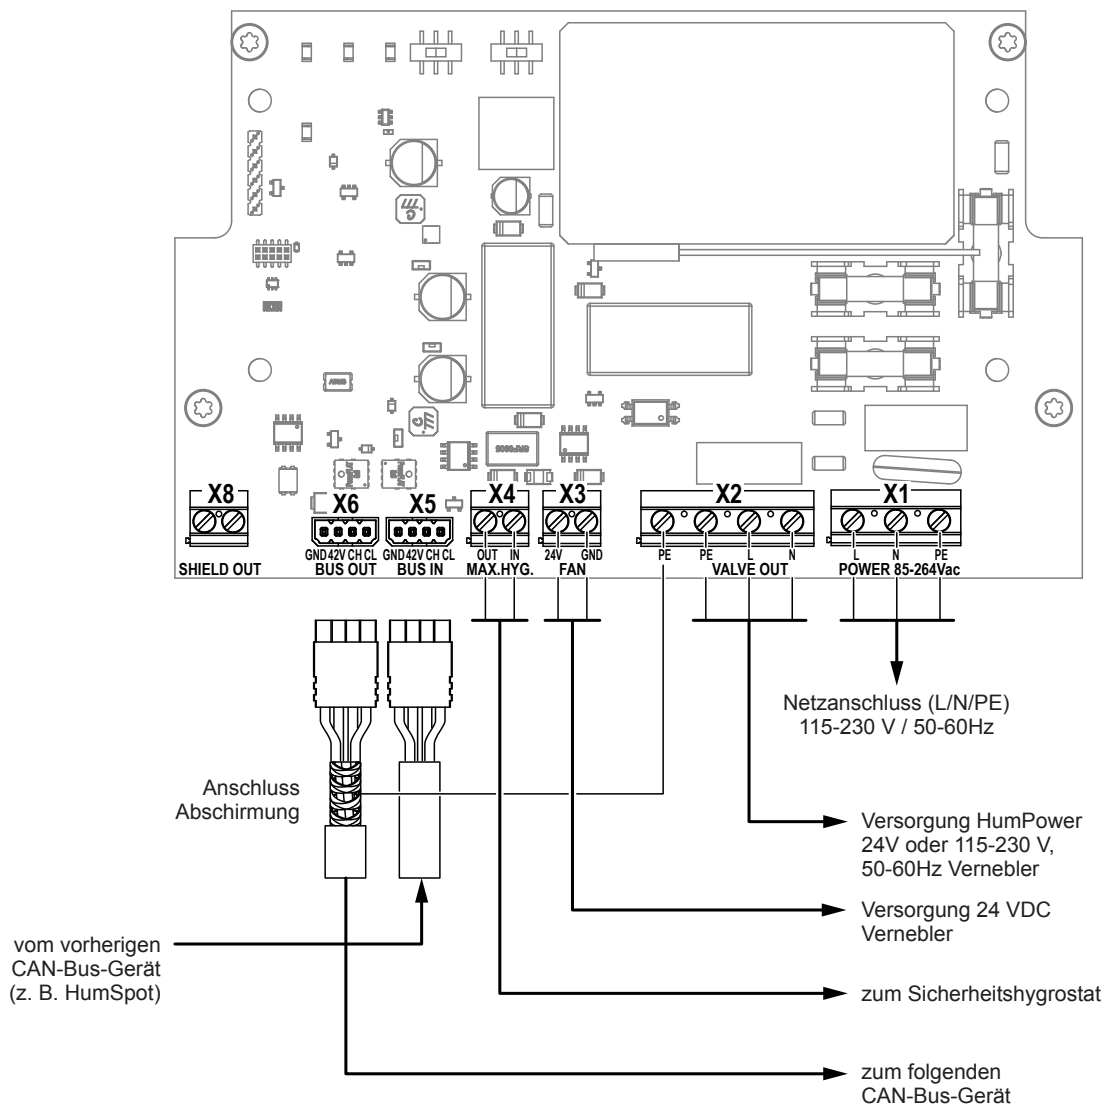 X8
X6
X5
X4
X3
X2
X1
GND 42V CH CL
GND 42V CH CL
OUT IN
24V GND
PE PE L N
L N PE
SHIELD OUT
BUS OUT
BUS IN
MAX.HYG.
FAN
VALVE OUT
POWER 85-264Vac
Netzanschluss (L/N/PE)
115-230 V / 50-60Hz
Anschluss
Abschirmung
Versorgung HumPower
24V oder 115-230 V,
50-60Hz Vernebler
Versorgung 24 VDC
Vernebler
vom vorherigen
CAN-Bus-Gerät
(z. B. HumSpot)
zum Sicherheitshygrostat
zum folgenden
CAN-Bus-Gerät